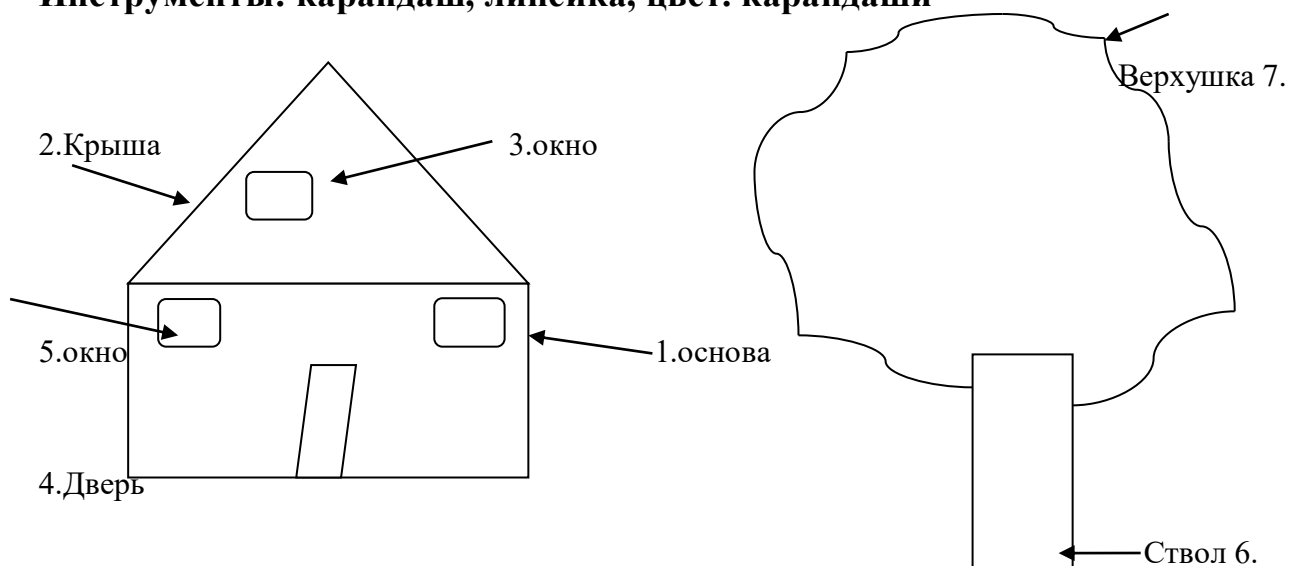 Инструменты: карандаш, линейка, цвет. карандаши
Верхушка 7.
2.Крыша
3.окно
5.окно
1.основа
4.Дверь
Ствол 6.